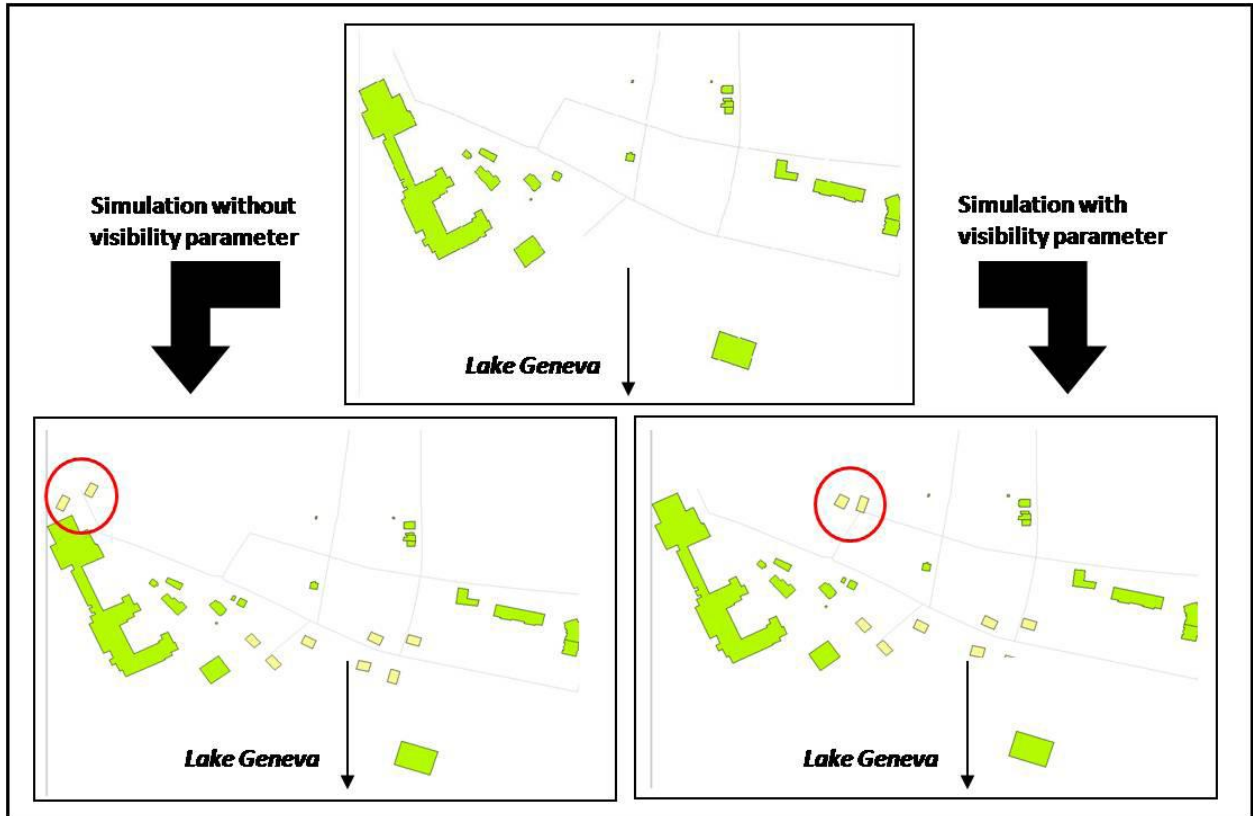 Simulation without
visibility parameter
Simulation with
visibility parameter
Lake Geneva
Lake Geneva
Lake Geneva